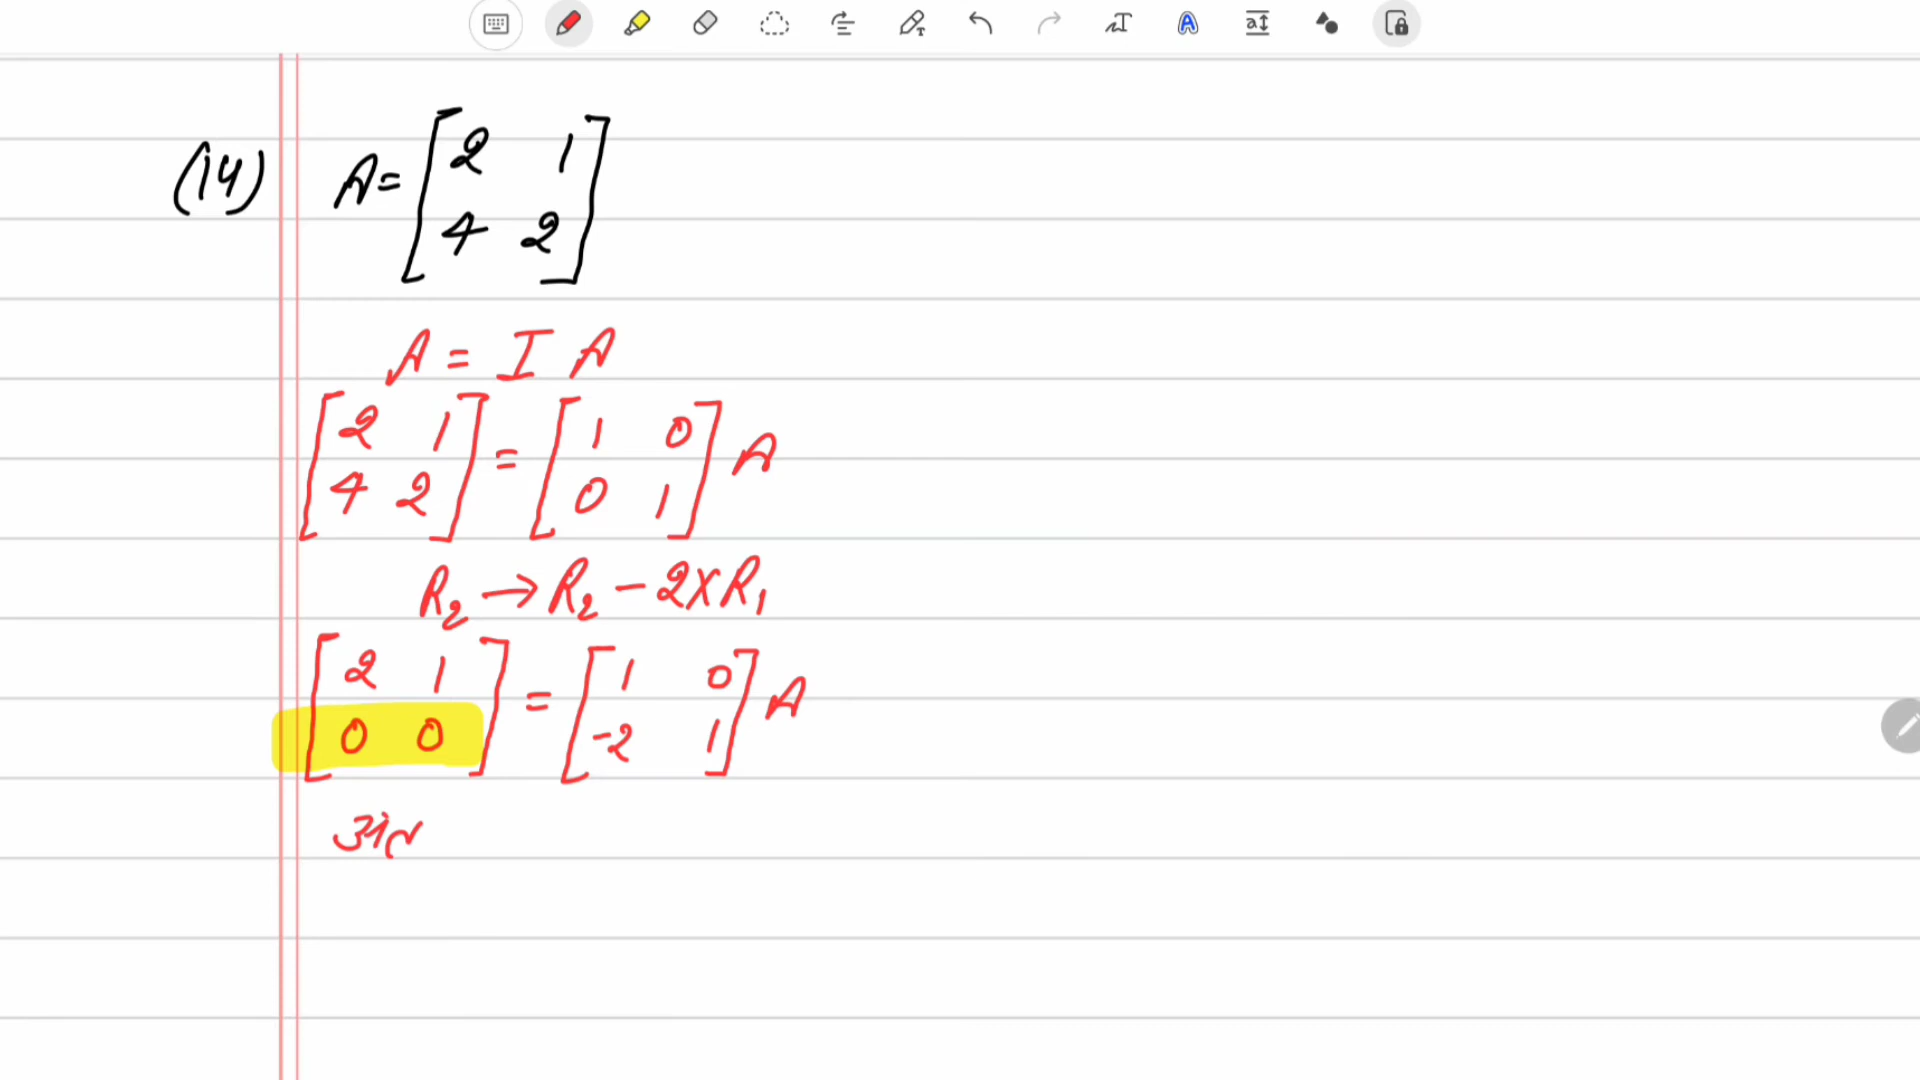 (14) A = [2 1
4 2]
A = I A
[2 1
4 2] = [1 0
0 1] A
R₂ → R₂ - 2×R₁
[2 1
0 0] = [1 0
-2 1] A